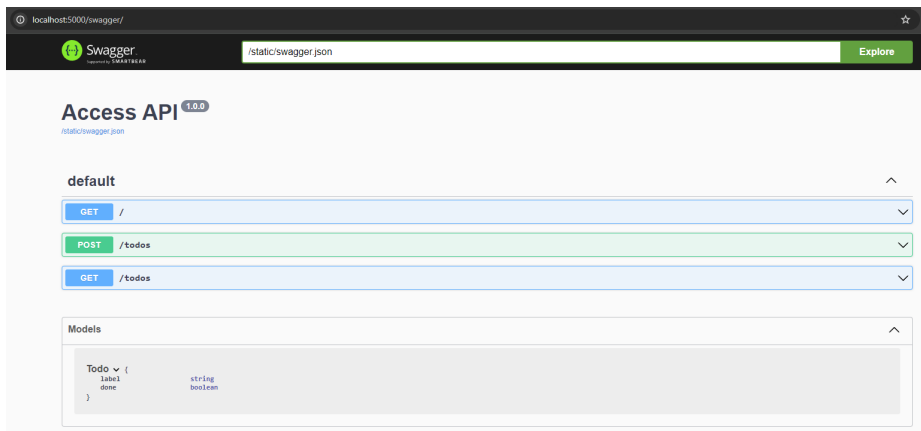 localhost:5000/swagger/
Swagger
Supported by SMARTBEAR
/static/swagger.json
Explore
Access API 1.0.0
/static/swagger.json
default
GET /
POST /todos
GET /todos
Models
Todo {
label string
done boolean
}